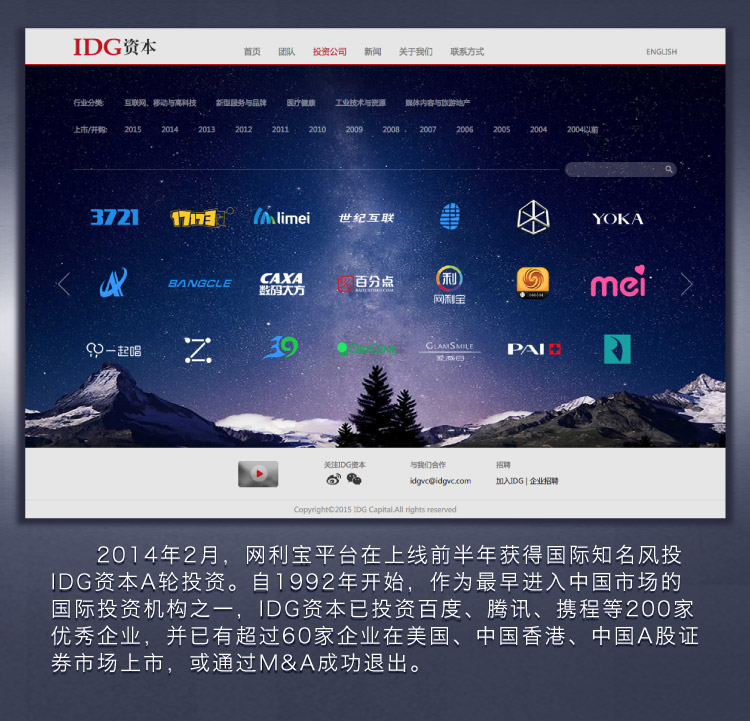 IDG资本
首页 团队 投资公司 新闻 关于我们 联系方式 ENGLISH
行业分类: 互联网、移动与高科技 新型服务与品牌 医疗健康 工业技术与资源 媒体内容与旅游地产
上市/并购: 2015 2014 2013 2012 2011 2010 2009 2008 2007 2006 2005 2004 2004以前
3721 17173 limei 世纪互联 YOKA
BANGCLE CAXA 数码大方 百分点 利 网利宝 mei
一起唱 39 GLAMSMILE PAI
关注IDG资本 与我们合作 招聘
idgvc@idgvc.com 加入IDG | 企业招聘
Copyright©2015 IDG Capital.All rights reserved
2014年2月，网利宝平台在上线前半年获得国际知名风投
IDG资本A轮投资。自1992年开始，作为最早进入中国市场的
国际投资机构之一，IDG资本已投资百度、腾讯、携程等200家
优秀企业，并已有超过60家企业在美国、中国香港、中国A股证
券市场上市，或通过M&A成功退出。